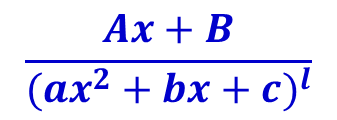 Ax + B
(ax² + bx + c)ˡ